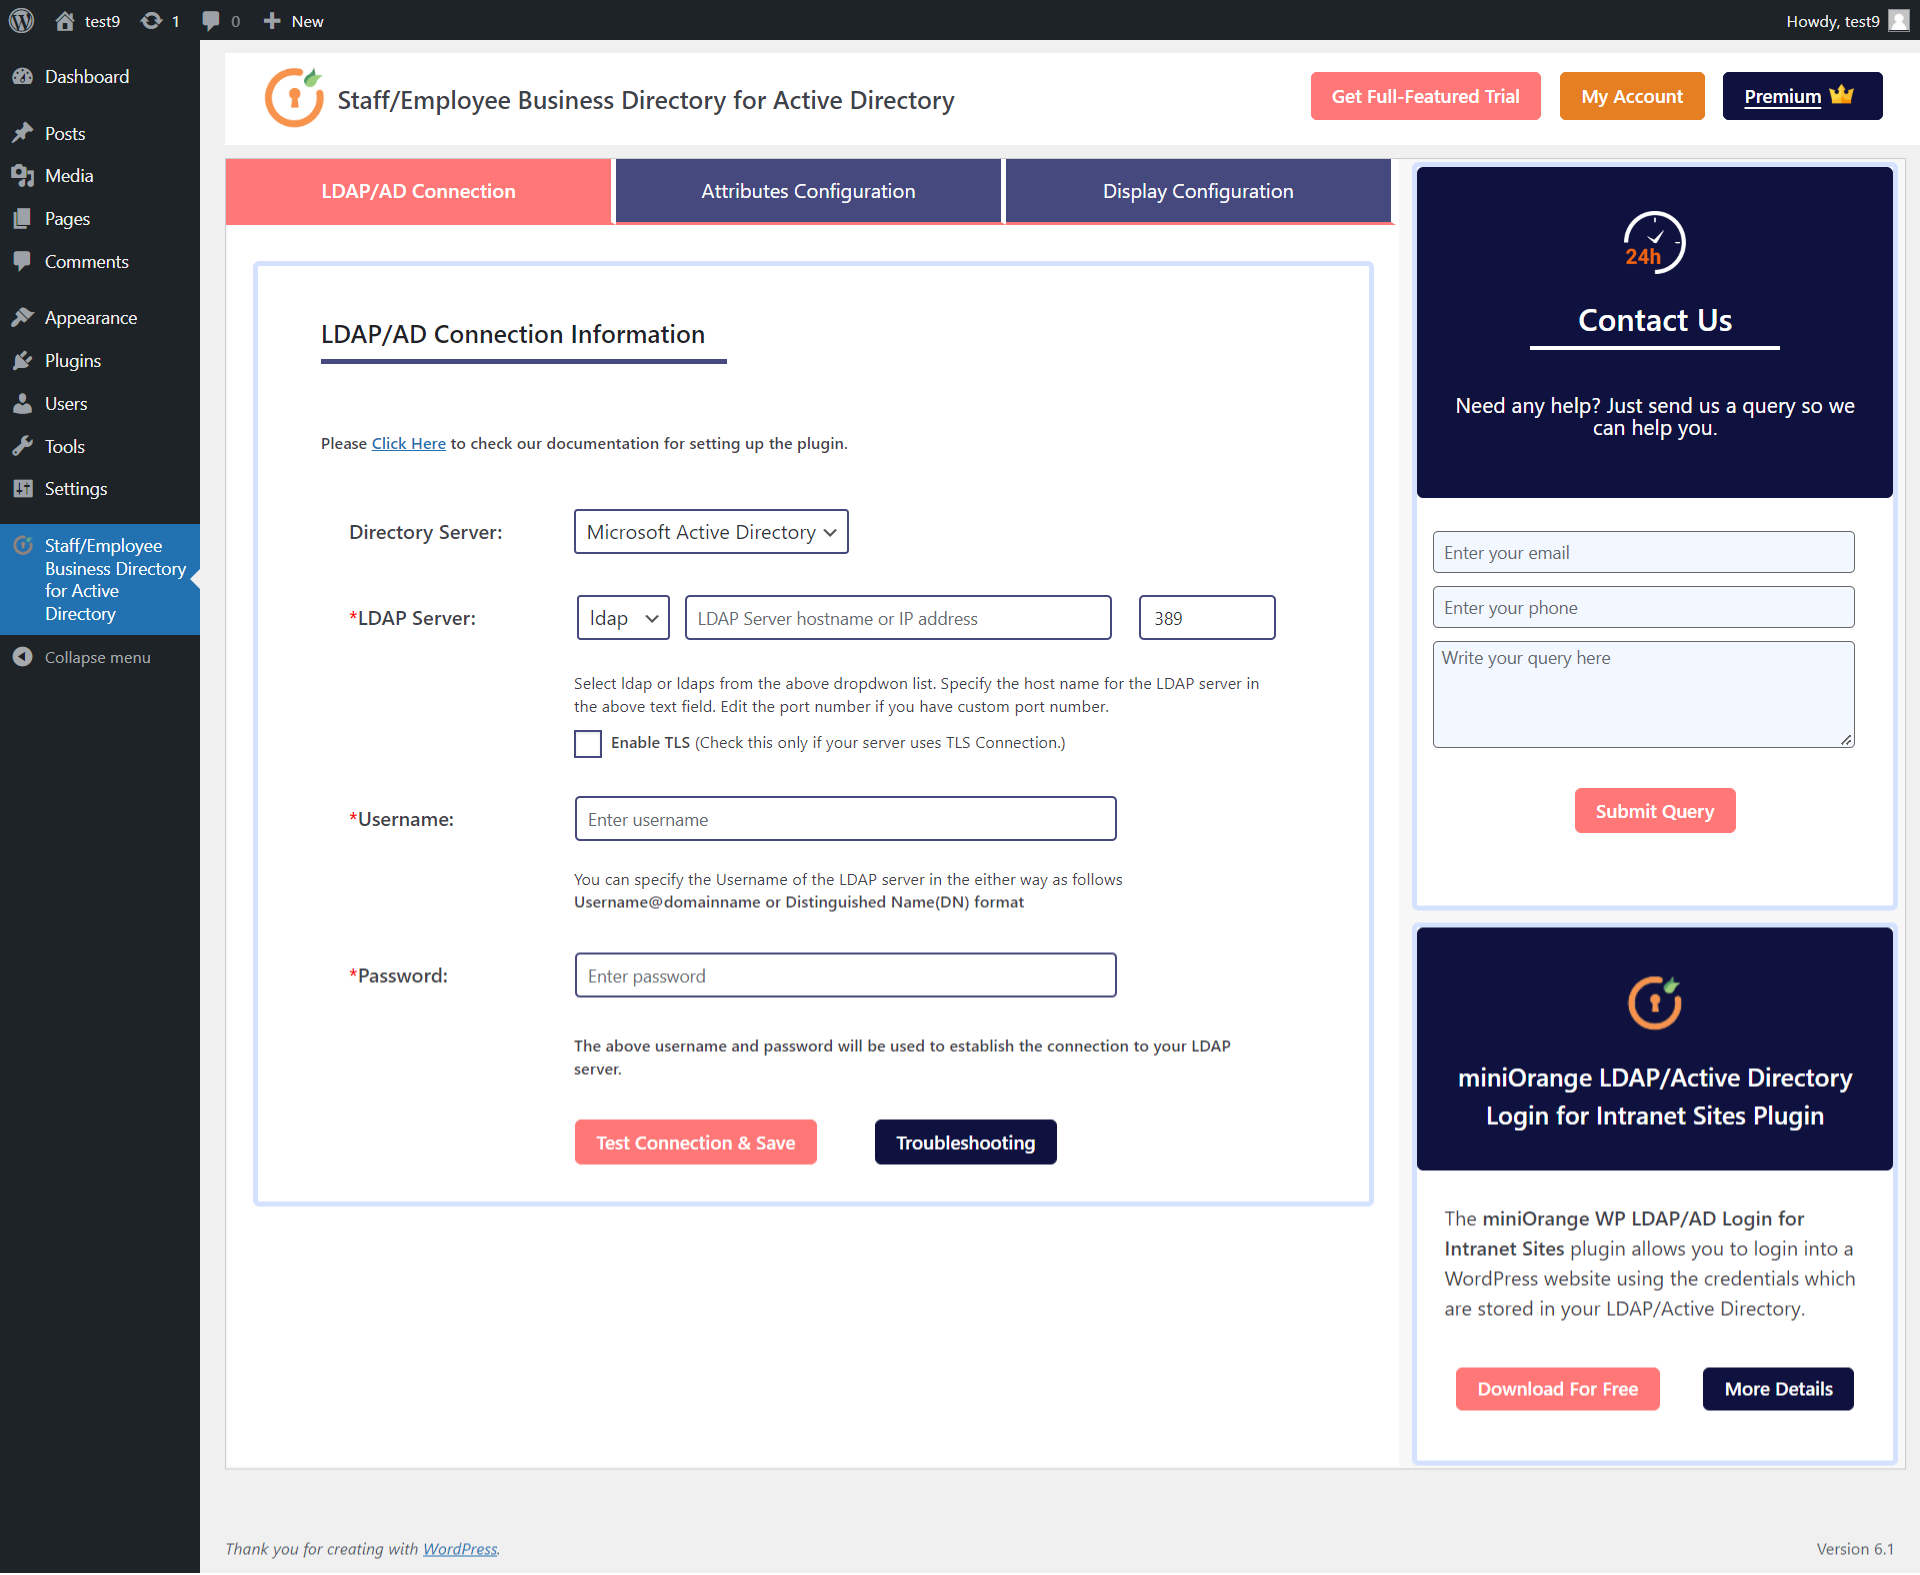 test9
1
0
New
Howdy, test9
Dashboard
Posts
Media
Pages
Comments
Appearance
Plugins
Users
Tools
Settings
Staff/Employee
Business Directory
for Active
Directory
Collapse menu
Staff/Employee Business Directory for Active Directory
Get Full-Featured Trial
My Account
Premium
LDAP/AD Connection
Attributes Configuration
Display Configuration
LDAP/AD Connection Information
Please Click Here to check our documentation for setting up the plugin.
Directory Server:
Microsoft Active Directory
*LDAP Server:
ldap
LDAP Server hostname or IP address
389
Select ldap or ldaps from the above dropdwon list. Specify the host name for the LDAP server in
the above text field. Edit the port number if you have custom port number.
Enable TLS (Check this only if your server uses TLS Connection.)
*Username:
Enter username
You can specify the Username of the LDAP server in the either way as follows
Username@domainname or Distinguished Name(DN) format
*Password:
Enter password
The above username and password will be used to establish the connection to your LDAP
server.
Test Connection & Save
Troubleshooting
24h
Contact Us
Need any help? Just send us a query so we
can help you.
Enter your email
Enter your phone
Write your query here
Submit Query
miniOrange LDAP/Active Directory
Login for Intranet Sites Plugin
The miniOrange WP LDAP/AD Login for
Intranet Sites plugin allows you to login into a
WordPress website using the credentials which
are stored in your LDAP/Active Directory.
Download For Free
More Details
Thank you for creating with WordPress.
Version 6.1